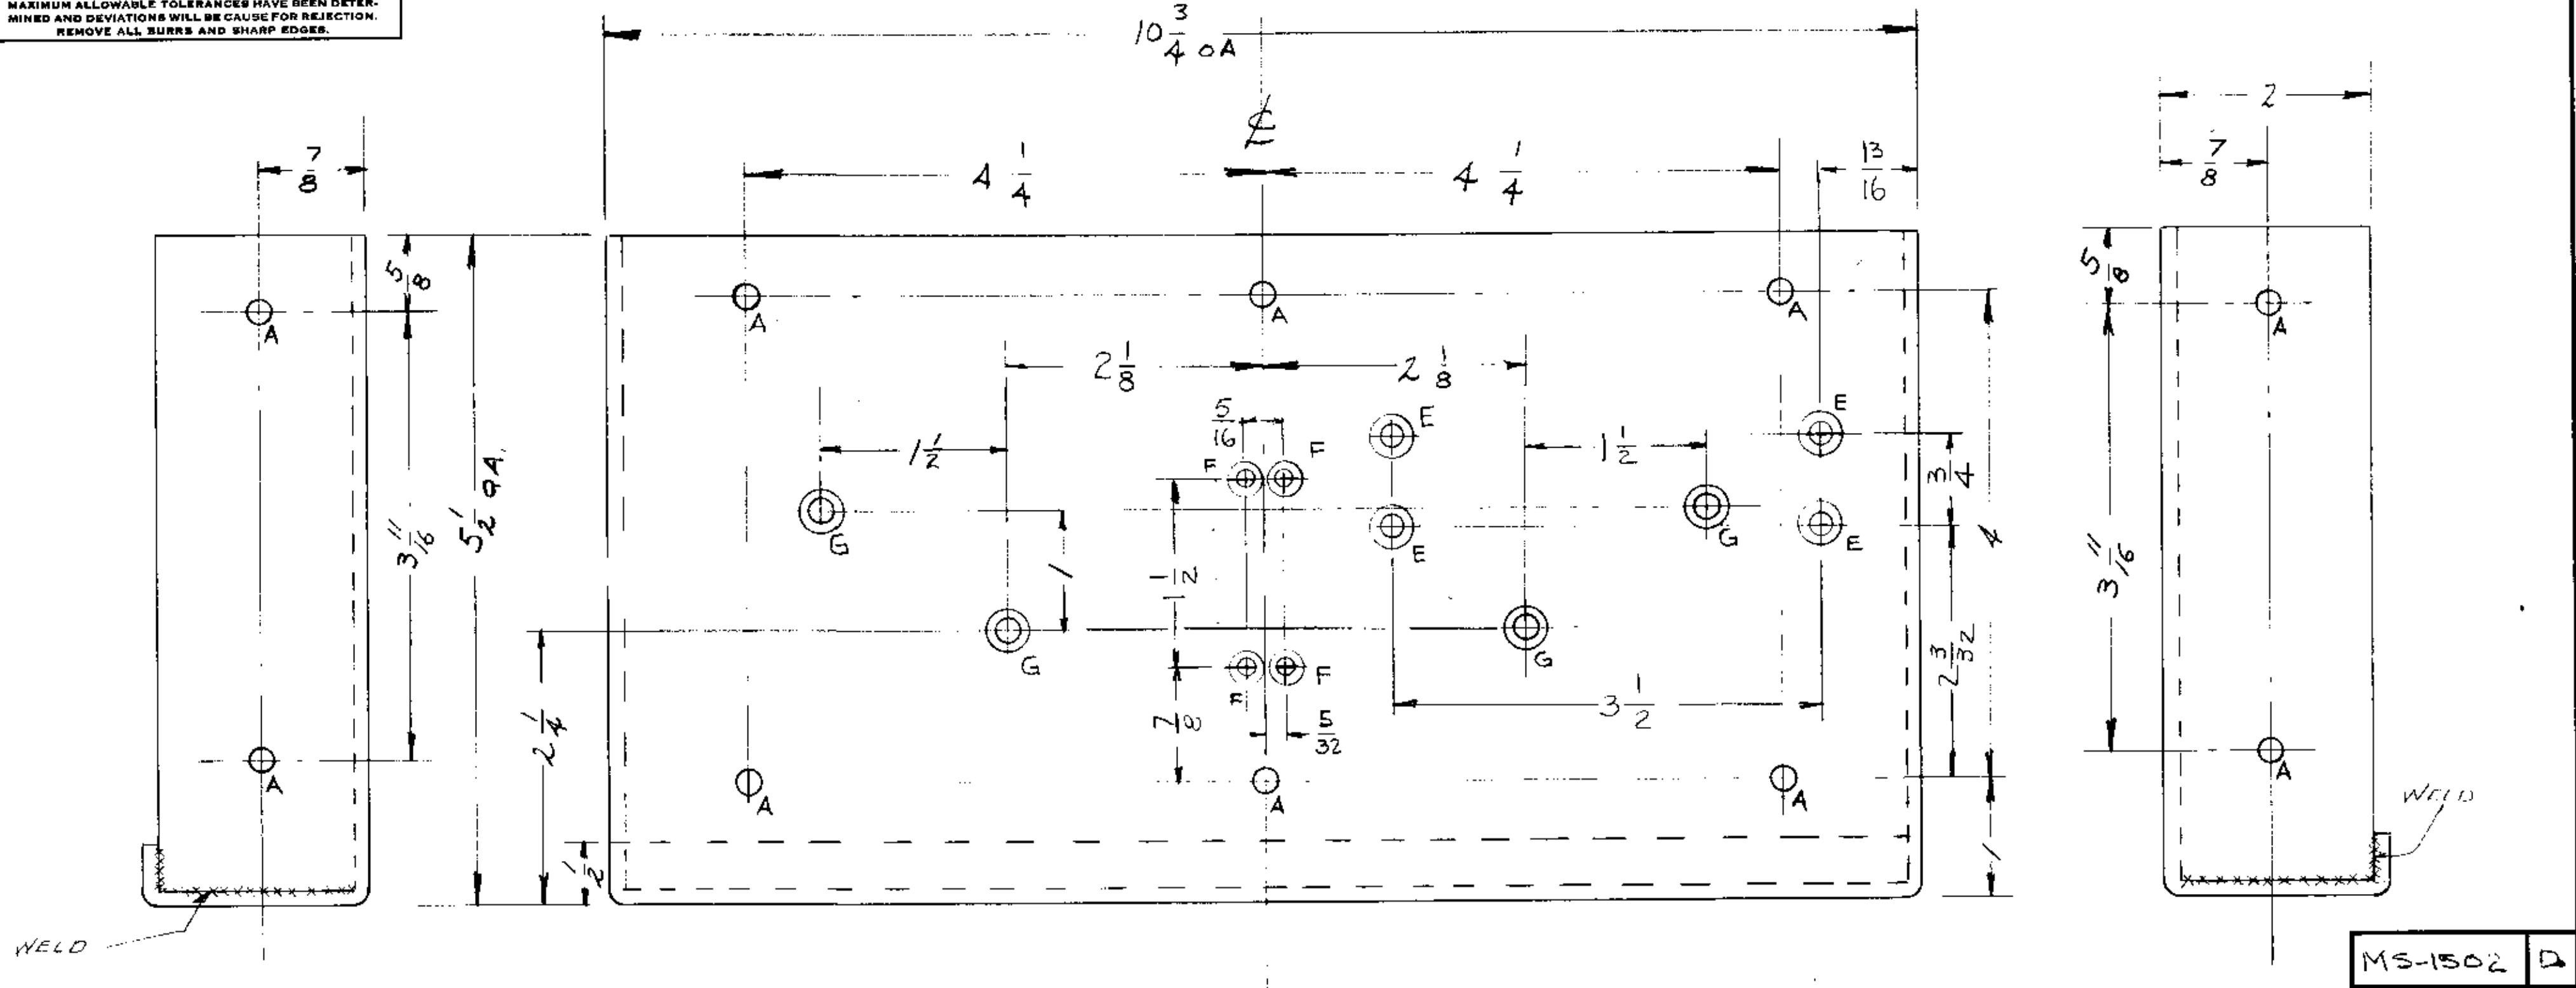 MAXIMUM ALLOWABLE TOLERANCES HAVE BEEN DETER-
MINED AND DEVIATIONS WILL BE CAUSE FOR REJECTION.
REMOVE ALL BURRS AND SHARP EDGES.
10 3/4 OA
℄
2
7/8
4 1/4
4 1/4
13/16
7/8
5/8
5/8
A
A
A
A
A
2 1/8
2 1/8
5/16
E
E
1 1/2
F
F
1 1/2
3/4
5 1/2 OA.
3 11/16
G
G
E
E
4
3 11/16
1
1 1/2
G
G
F
F
2 3/32
2 1/4
7/8
5/32
3 1/2
A
A
A
A
A
1/2
1
WELD
WELD
MS-1502 D